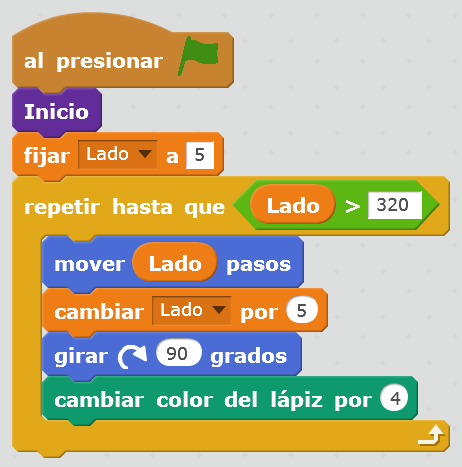 al presionar
Inicio
fijar Lado a 5
repetir hasta que Lado > 320
mover Lado pasos
cambiar Lado por 5
girar 90 grados
cambiar color del lápiz por 4